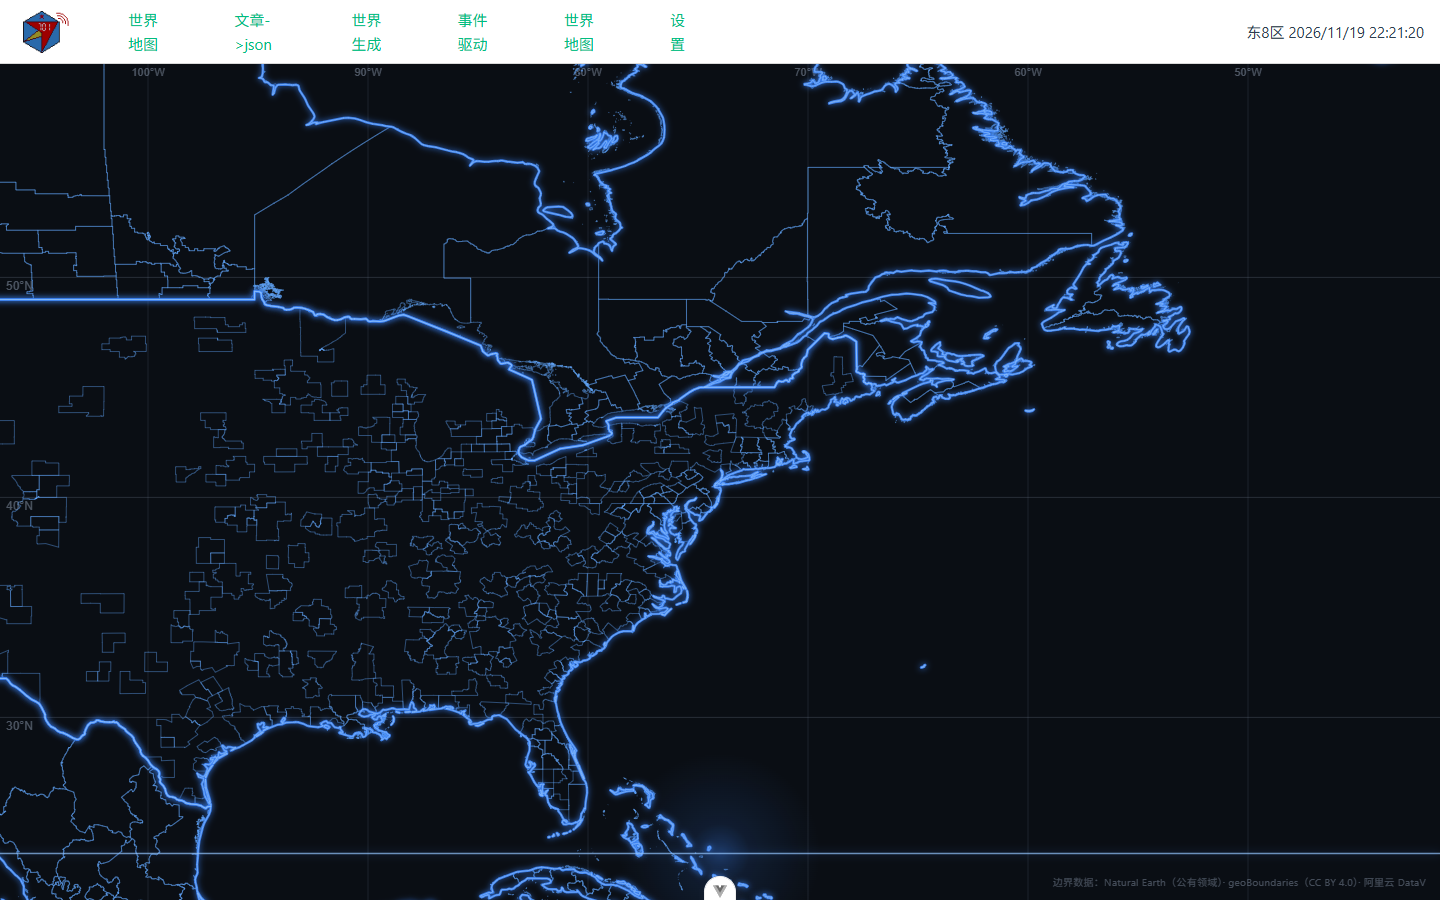 世界
地图
文章-
>json
世界
生成
事件
驱动
世界
地图
设
置
东8区 2026/11/19 22:21:20
100°W
90°W
80°W
70°W
60°W
50°W
50°N
40°N
30°N
边界数据：Natural Earth（公有领域）· geoBoundaries（CC BY 4.0）· 阿里云 DataV